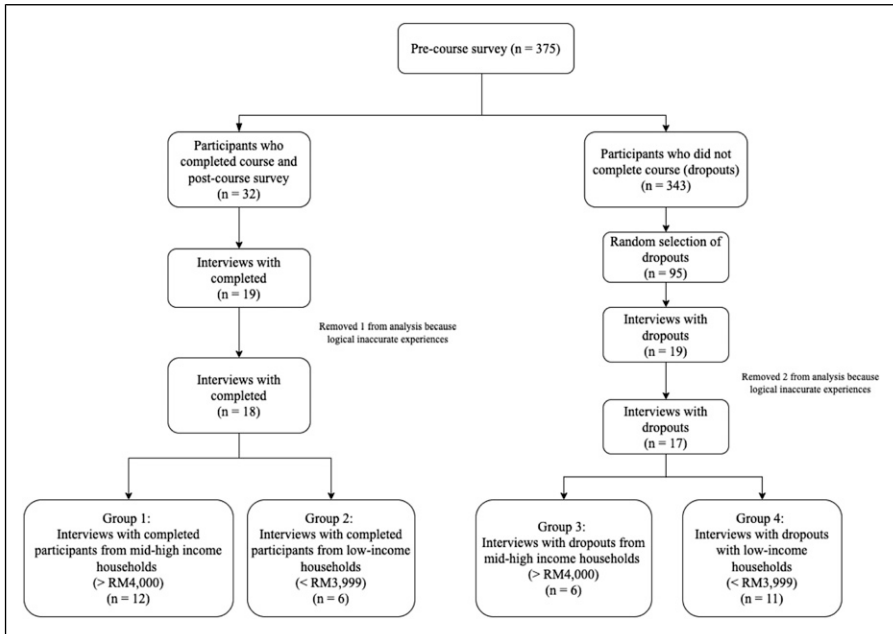 Pre-course survey (n = 375)
Participants who
completed course and
post-course survey
(n = 32)
Participants who did not
complete course (dropouts)
(n = 343)
Random selection of
dropouts
(n = 95)
Interviews with
completed
(n = 19)
Interviews with
dropouts
(n = 19)
Removed 1 from analysis because
logical inaccurate experiences
Removed 2 from analysis because
logical inaccurate experiences
Interviews with
completed
(n = 18)
Interviews with
dropouts
(n = 17)
Group 1:
Interviews with completed
participants from mid-high income
households
(> RM4,000)
(n = 12)
Group 2:
Interviews with completed
participants from low-income
households
(< RM3,999)
(n = 6)
Group 3:
Interviews with dropouts from
mid-high income households
(> RM4,000)
(n = 6)
Group 4:
Interviews with dropouts
with low-income
households
(< RM3,999)
(n = 11)